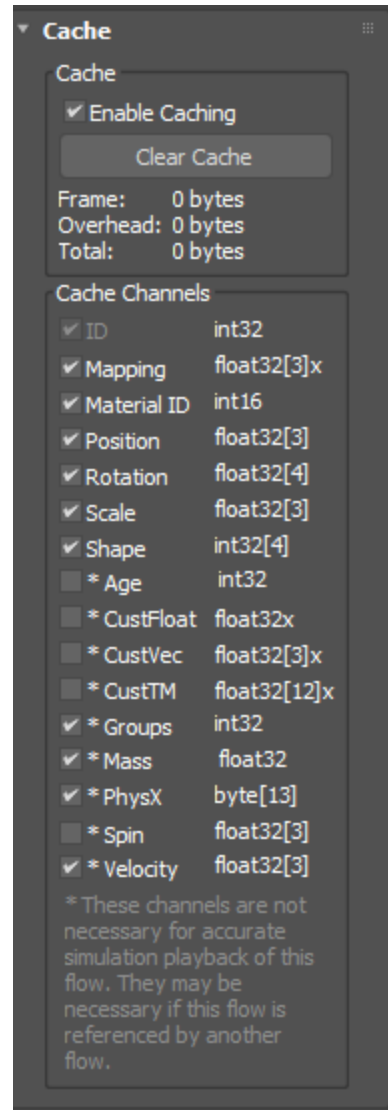 Cache
Cache
Enable Caching
Clear Cache
Frame: 0 bytes
Overhead: 0 bytes
Total: 0 bytes
Cache Channels
ID int32
Mapping float32[3]x
Material ID int16
Position float32[3]
Rotation float32[4]
Scale float32[3]
Shape int32[4]
* Age int32
* CustFloat float32x
* CustVec float32[3]x
* CustTM float32[12]x
* Groups int32
* Mass float32
* PhysX byte[13]
* Spin float32[3]
* Velocity float32[3]
* These channels are not
necessary for accurate
simulation playback of this
flow. They may be
necessary if this flow is
referenced by another
flow.